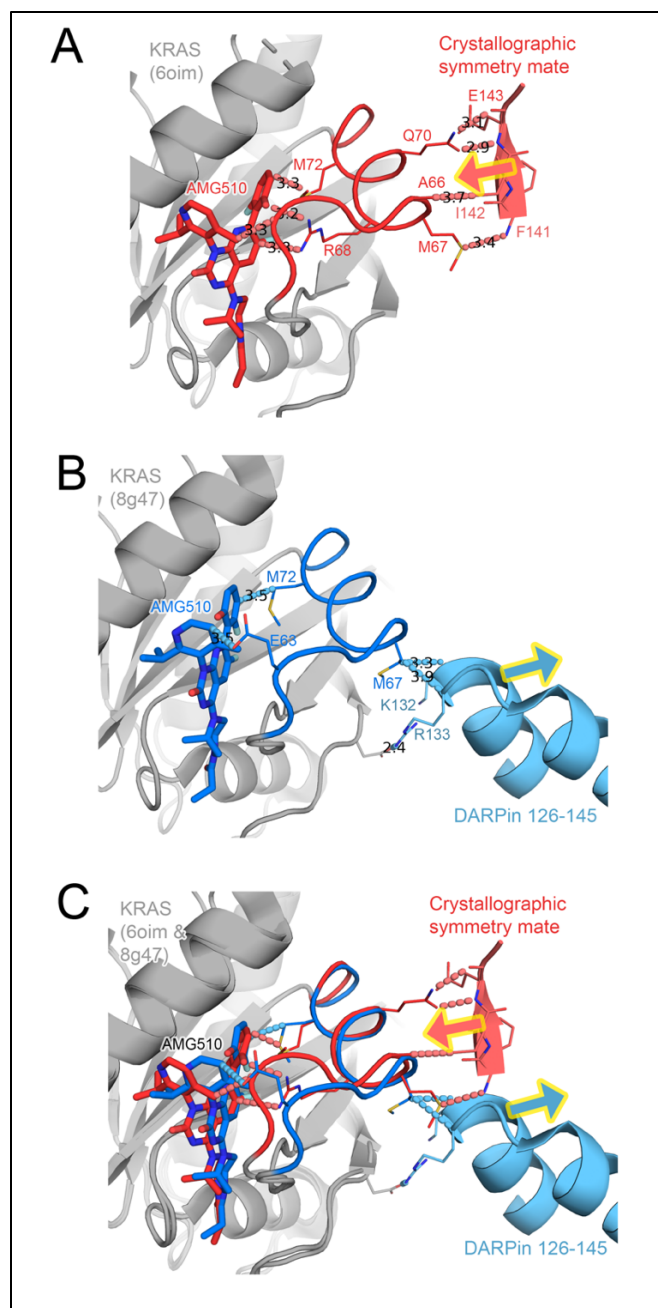 A
KRAS
(6oim)
Crystallographic
symmetry mate
E143
3.1
Q70
2.9
M72
3.3
AMG510
A66
3.2
3.7
I142
3.3
F141
3.3
R68
M67
3.4
B
KRAS
(8g47)
M72
3.5
AMG510
3.5
E63
3.3
M67
3.9
K132
R133
2.4
DARPin 126-145
C
KRAS
(6oim &
8g47)
Crystallographic
symmetry mate
AMG510
DARPin 126-145